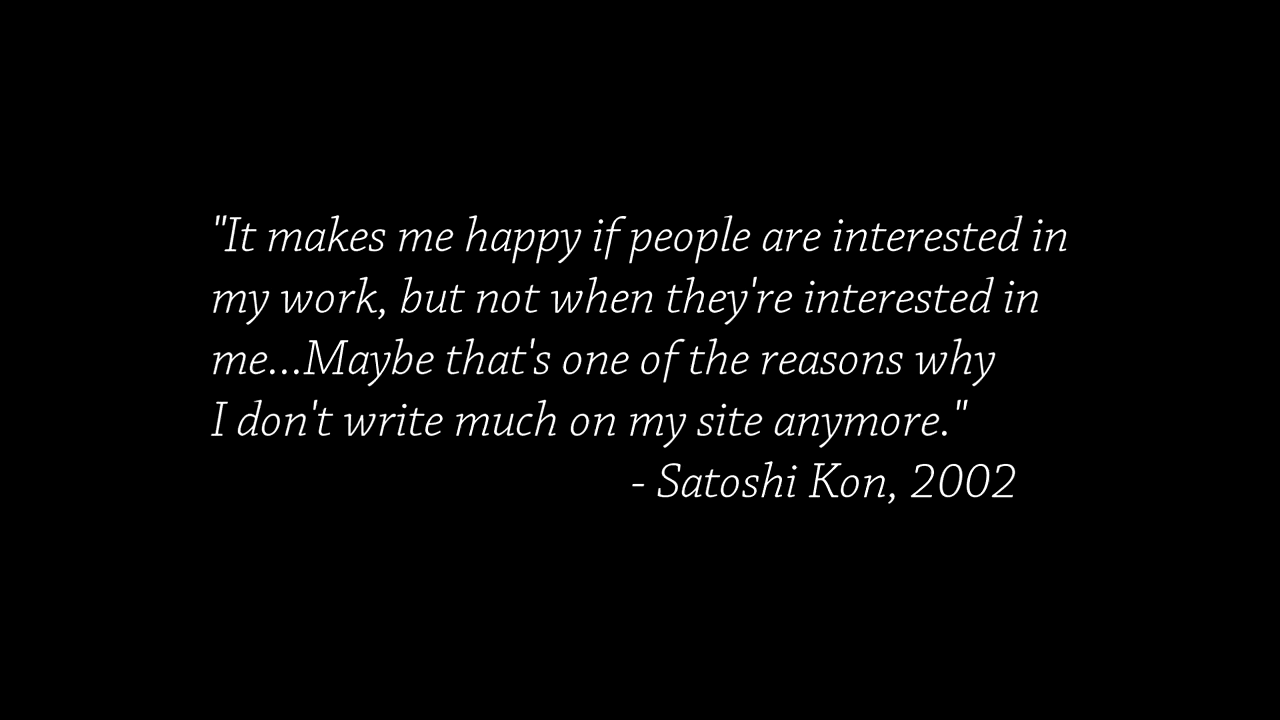 "It makes me happy if people are interested in
my work, but not when they're interested in
me...Maybe that's one of the reasons why
I don't write much on my site anymore."
- Satoshi Kon, 2002